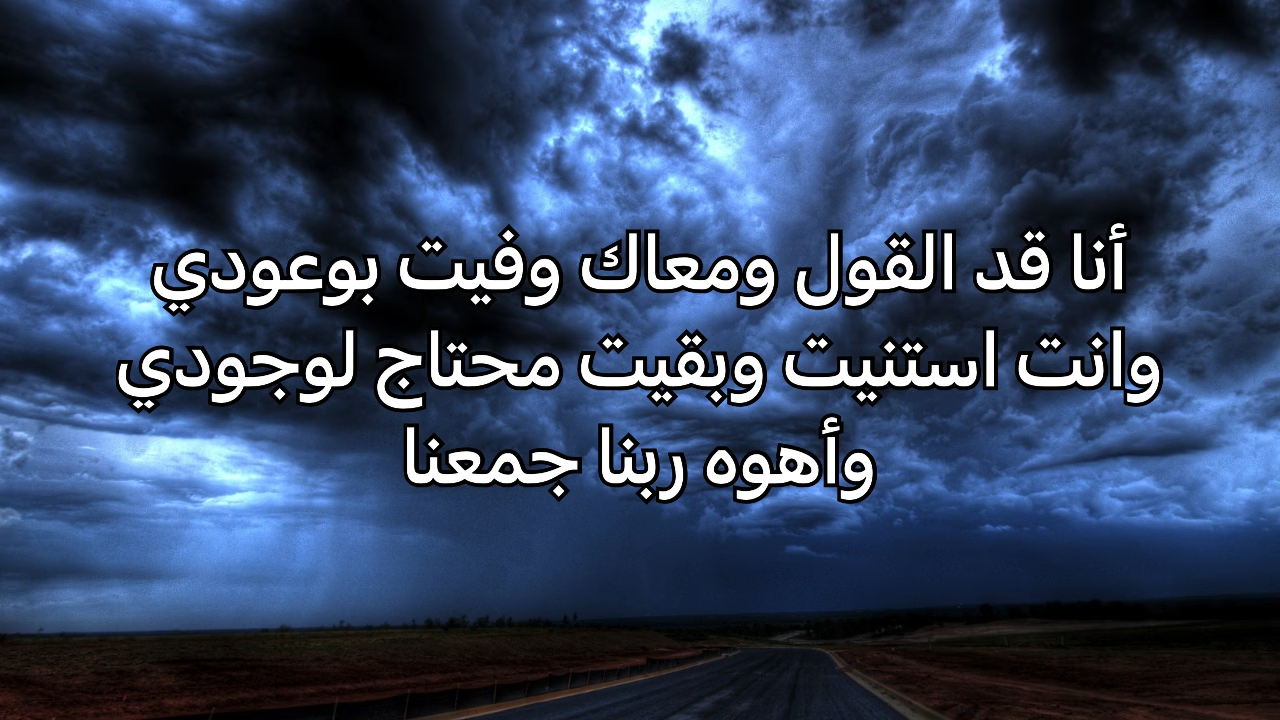 أنا قد القول ومعاك وفيت بوعودي
وانت استنيت وبقيت محتاج لوجودي
وأهوه ربنا جمعنا